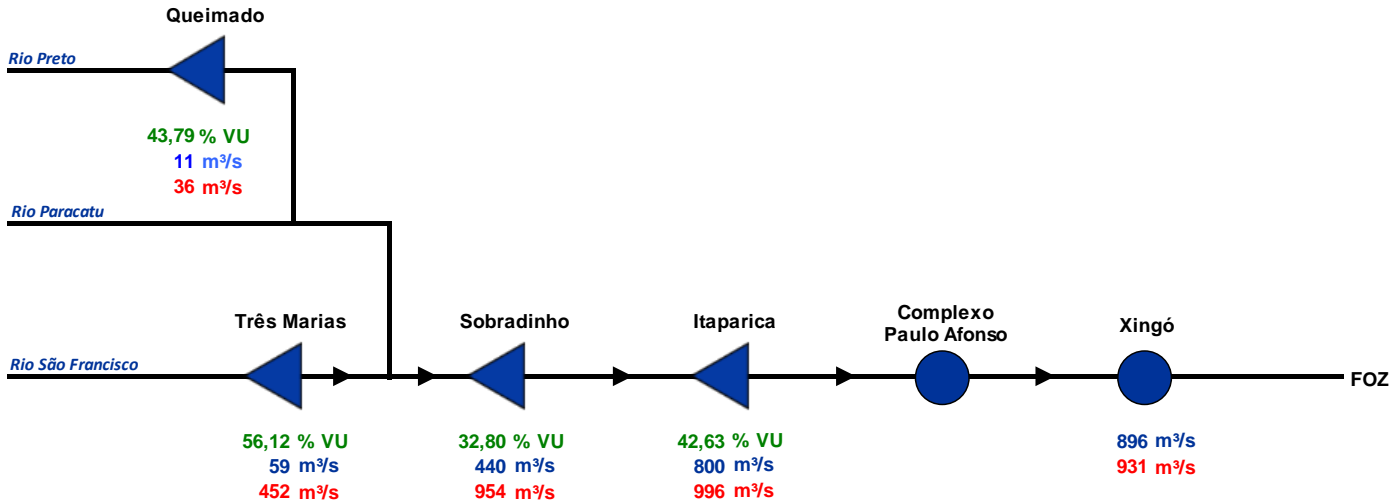 Queimado
Rio Preto
43,79 % VU
11 m³/s
36 m³/s
Rio Paracatu
Três Marias
Sobradinho
Itaparica
Complexo
Paulo Afonso
Xingó
Rio São Francisco
FOZ
56,12 % VU
59 m³/s
452 m³/s
32,80 % VU
440 m³/s
954 m³/s
42,63 % VU
800 m³/s
996 m³/s
896 m³/s
931 m³/s